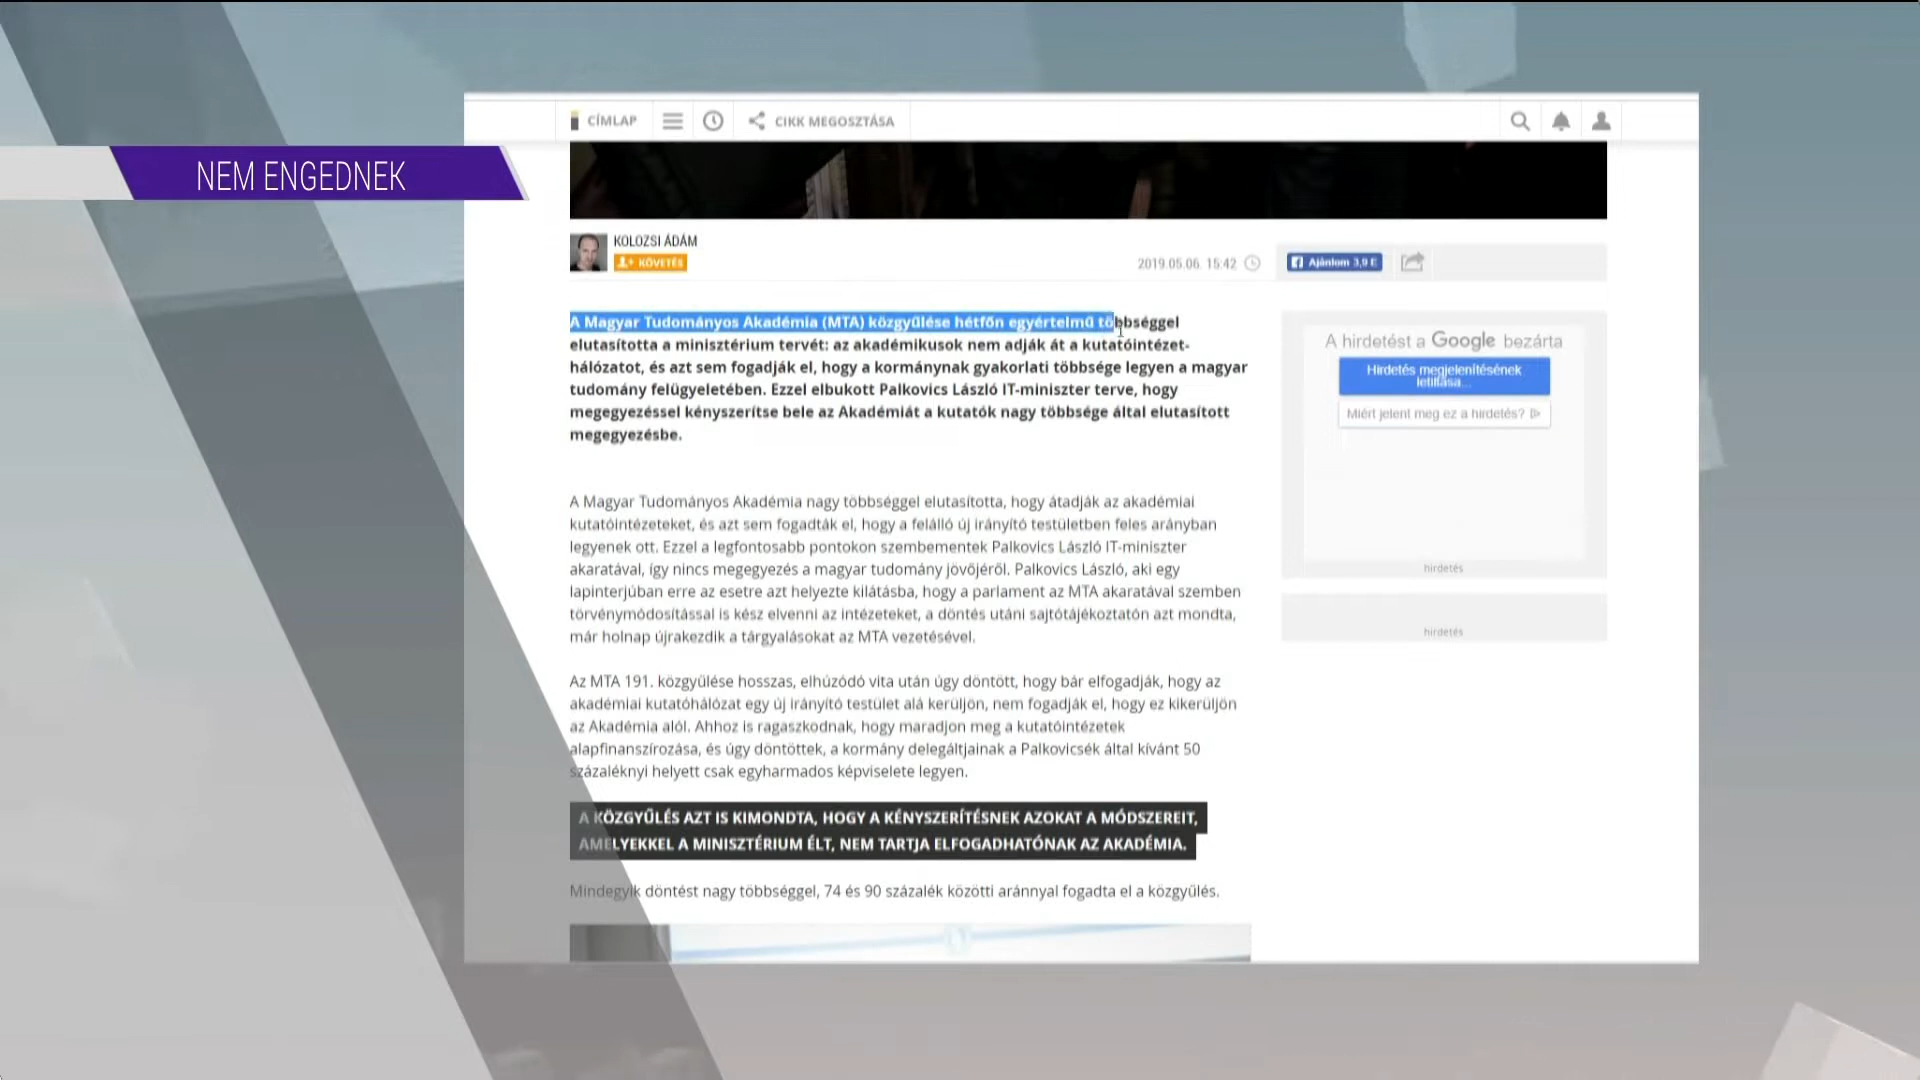 NEM ENGEDNEK
CÍMLAP
CIKK MEGOSZTÁSA
KOLOZSI ÁDÁM
KÖVETÉS
2019.05.06. 15:42
Ajánlom 3,9 E
A Magyar Tudományos Akadémia (MTA) közgyűlése hétfőn egyértelmű többséggel
elutasította a minisztérium tervét: az akadémikusok nem adják át a kutatóintézet-
hálózatot, és azt sem fogadják el, hogy a kormánynak gyakorlati többsége legyen a magyar
tudomány felügyeletében. Ezzel elbukott Palkovics László IT-miniszter terve, hogy
megegyezéssel kényszerítse bele az Akadémiát a kutatók nagy többsége által elutasított
megegyezésbe.
A hirdetést a Google bezárta
Hirdetés megjelenítésének
letiltása...
Miért jelent meg ez a hirdetés?
hirdetés
hirdetés
A Magyar Tudományos Akadémia nagy többséggel elutasította, hogy átadják az akadémiai
kutatóintézeteket, és azt sem fogadták el, hogy a felálló új irányító testületben feles arányban
legyenek ott. Ezzel a legfontosabb pontokon szembementek Palkovics László IT-miniszter
akaratával, így nincs megegyezés a magyar tudomány jövőjéről. Palkovics László, aki egy
lapinterjúban erre az esetre azt helyezte kilátásba, hogy a parlament az MTA akaratával szemben
törvénymódosítással is kész elvenni az intézeteket, a döntés utáni sajtótájékoztatón azt mondta,
már holnap újrakezdik a tárgyalásokat az MTA vezetésével.
Az MTA 191. közgyűlése hosszas, elhúzódó vita után úgy döntött, hogy bár elfogadják, hogy az
akadémiai kutatóhálózat egy új irányító testület alá kerüljön, nem fogadják el, hogy ez kikerüljön
az Akadémia alól. Ahhoz is ragaszkodnak, hogy maradjon meg a kutatóintézetek
alapfinanszírozása, és úgy döntöttek, a kormány delegáltjainak a Palkovicsék által kívánt 50
százaléknyi helyett csak egyharmados képviselete legyen.
A KÖZGYŰLÉS AZT IS KIMONDTA, HOGY A KÉNYSZERÍTÉSNEK AZOKAT A MÓDSZEREIT,
AMELYEKKEL A MINISZTÉRIUM ÉLT, NEM TARTJA ELFOGADHATÓNAK AZ AKADÉMIA.
Mindegyik döntést nagy többséggel, 74 és 90 százalék közötti aránnyal fogadta el a közgyűlés.